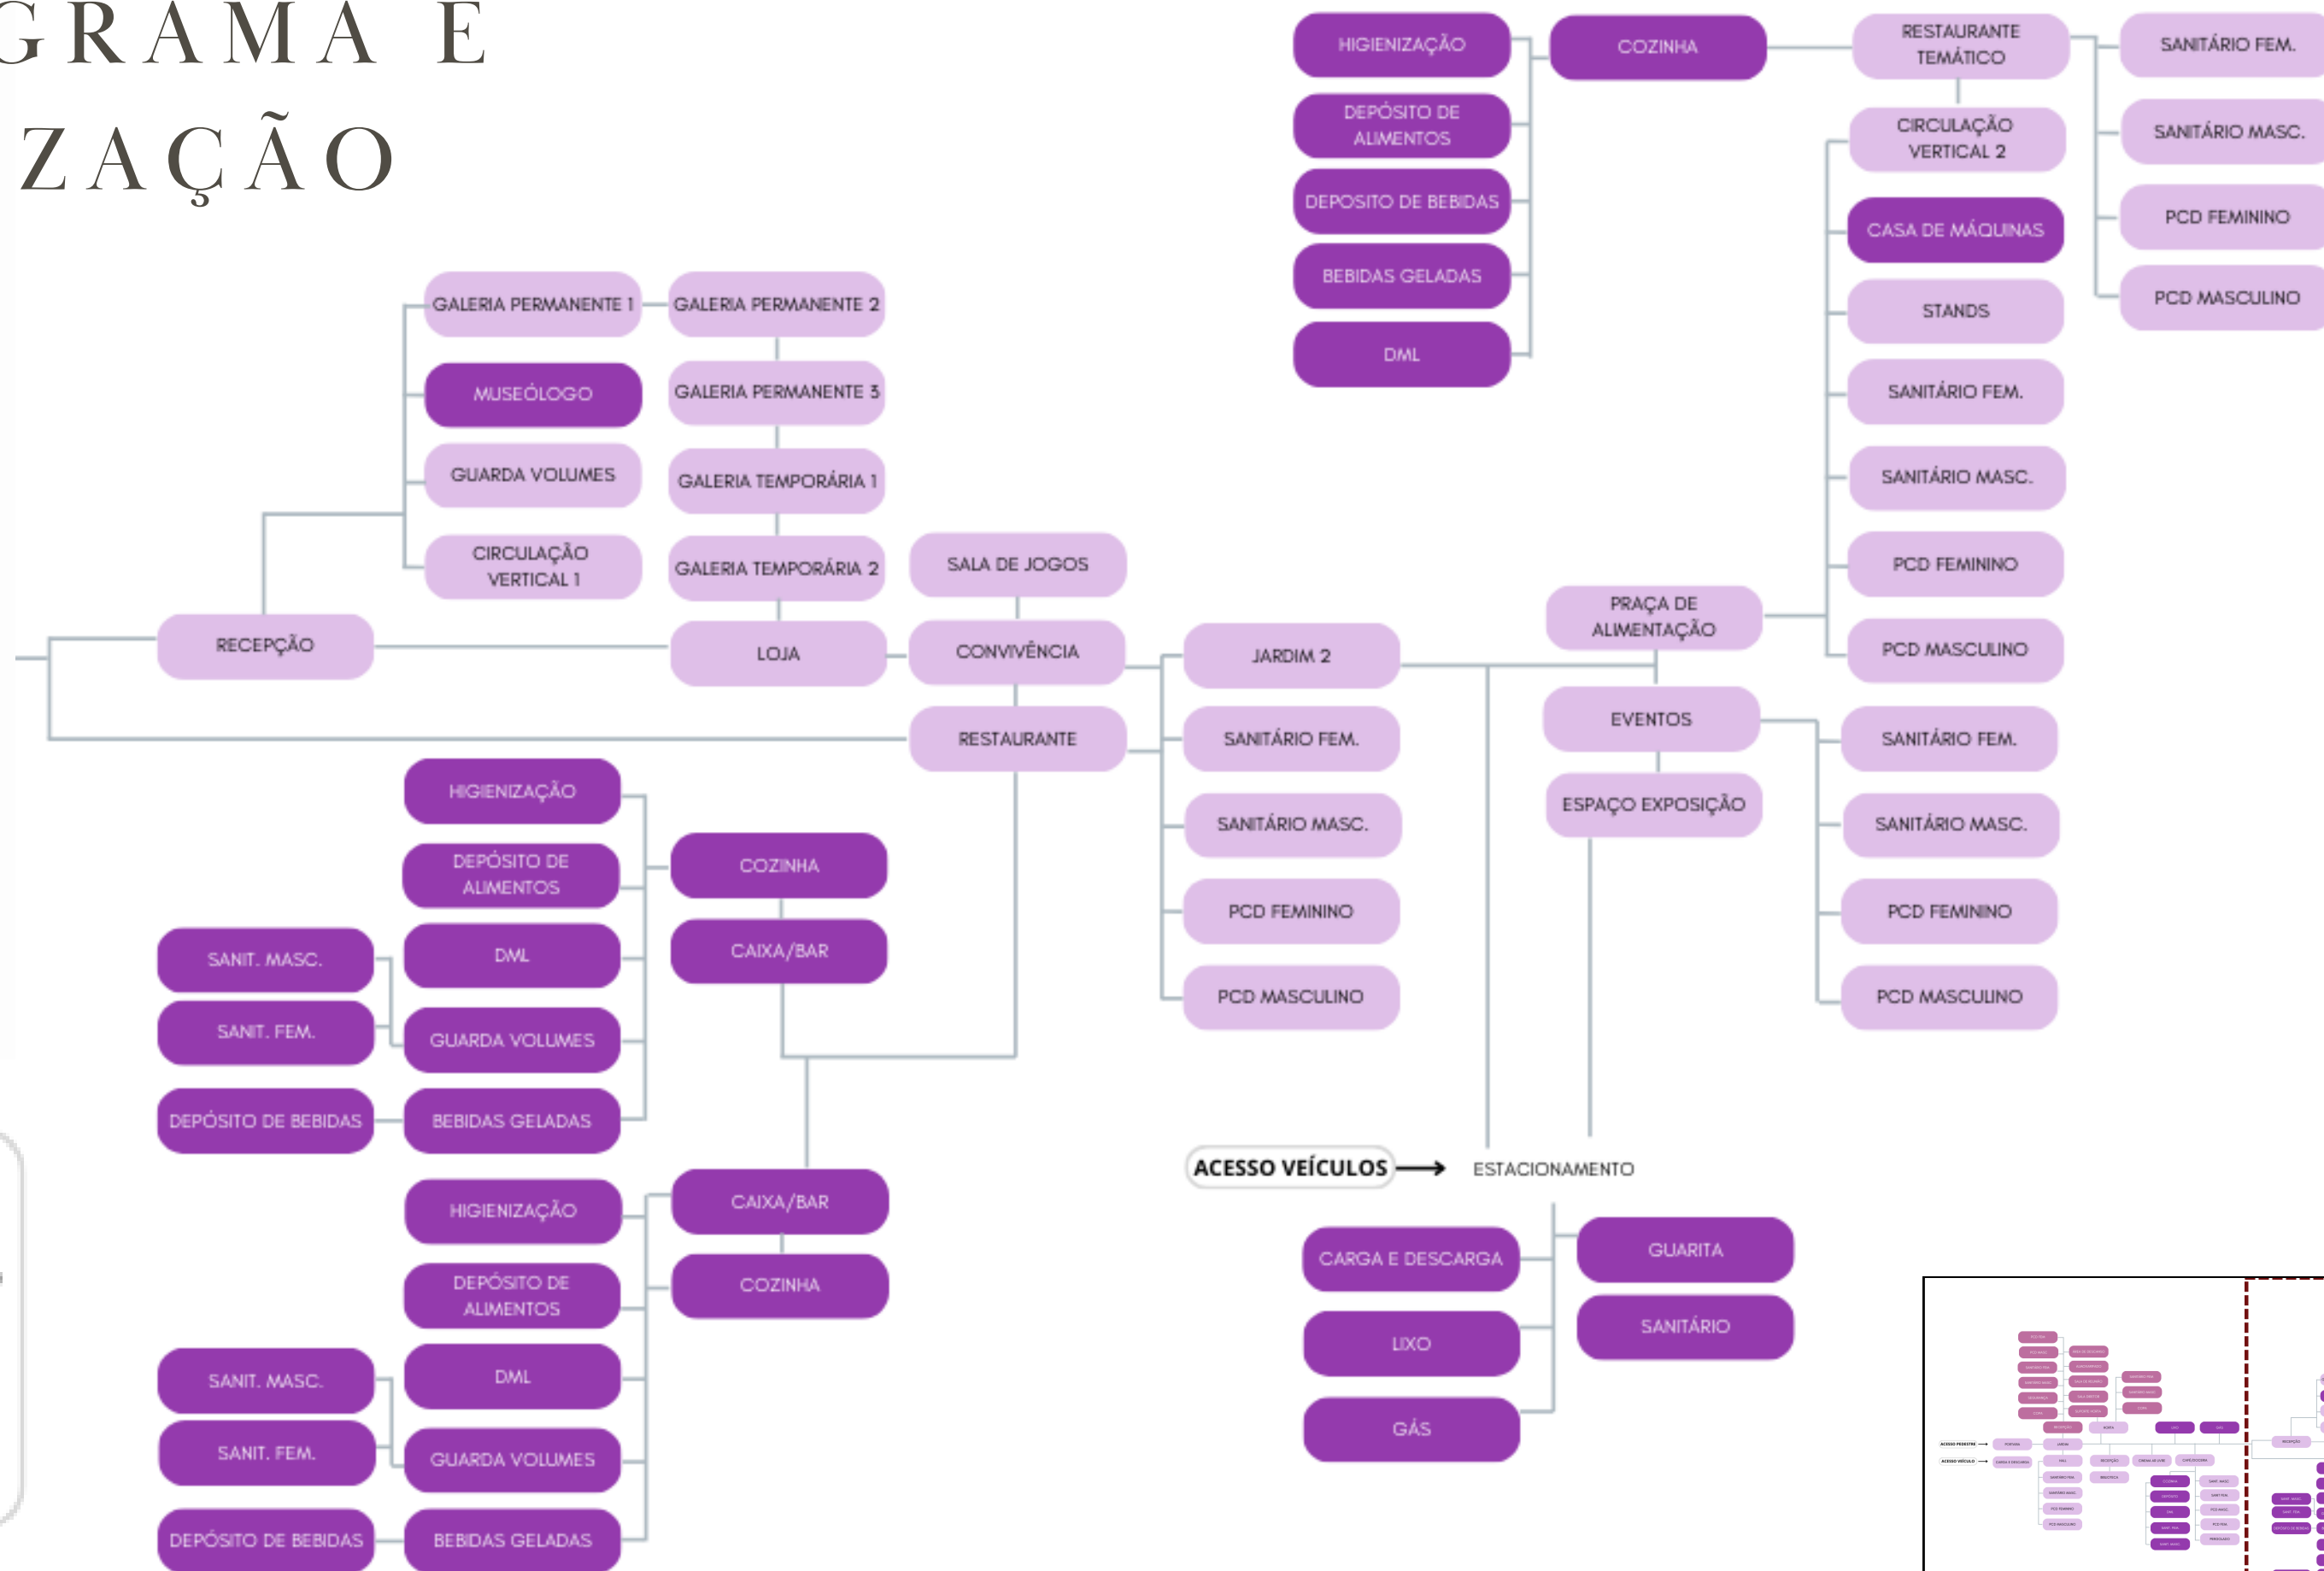 GRAMA E
ZAÇÃO
HIGIENIZAÇÃO
COZINHA
RESTAURANTE
TEMÁTICO
SANITÁRIO FEM.
DEPÓSITO DE
ALIMENTOS
CIRCULAÇÃO
VERTICAL 2
SANITÁRIO MASC.
DEPOSITO DE BEBIDAS
CASA DE MÁQUINAS
PCD FEMININO
BEBIDAS GELADAS
STANDS
PCD MASCULINO
DML
SANITÁRIO FEM.
SANITÁRIO MASC.
PCD FEMININO
PCD MASCULINO
GALERIA PERMANENTE 1
GALERIA PERMANENTE 2
MUSEÓLOGO
GALERIA PERMANENTE 3
GUARDA VOLUMES
GALERIA TEMPORÁRIA 1
CIRCULAÇÃO
VERTICAL 1
GALERIA TEMPORÁRIA 2
SALA DE JOGOS
RECEPÇÃO
LOJA
CONVIVÊNCIA
JARDIM 2
PRAÇA DE
ALIMENTAÇÃO
RESTAURANTE
SANITÁRIO FEM.
EVENTOS
SANITÁRIO FEM.
SANITÁRIO MASC.
ESPAÇO EXPOSIÇÃO
SANITÁRIO MASC.
PCD FEMININO
PCD FEMININO
PCD MASCULINO
PCD MASCULINO
HIGIENIZAÇÃO
DEPÓSITO DE
ALIMENTOS
COZINHA
SANIT. MASC.
DML
CAIXA/BAR
SANIT. FEM.
GUARDA VOLUMES
DEPÓSITO DE BEBIDAS
BEBIDAS GELADAS
HIGIENIZAÇÃO
CAIXA/BAR
DEPÓSITO DE
ALIMENTOS
COZINHA
SANIT. MASC.
DML
SANIT. FEM.
GUARDA VOLUMES
DEPÓSITO DE BEBIDAS
BEBIDAS GELADAS
ACESSO VEÍCULOS
ESTACIONAMENTO
CARGA E DESCARGA
GUARITA
LIXO
SANITÁRIO
GÁS
ACESSO PEDESTRE
ACESSO VEÍCULO